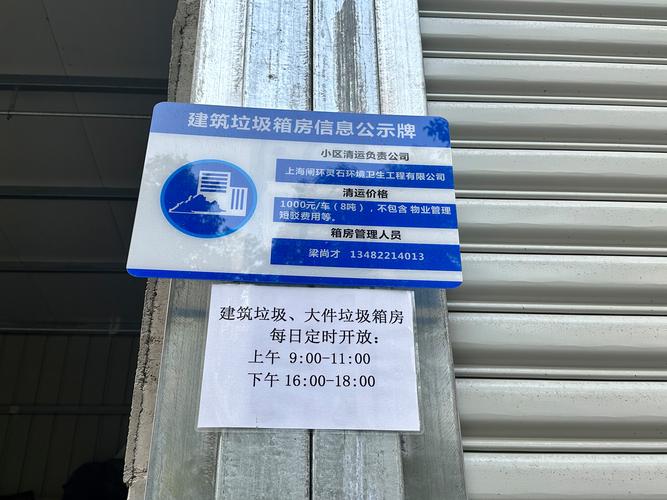 建筑垃圾箱房信息公示牌
小区清运负责公司
上海闸环灵石环境卫生工程有限公司
清运价格
1000元/车（8吨），不包含 物业管理
短驳费用等。
箱房管理人员
梁尚才 13482214013
建筑垃圾、大件垃圾箱房
每日定时开放：
上午 9:00-11:00
下午 16:00-18:00